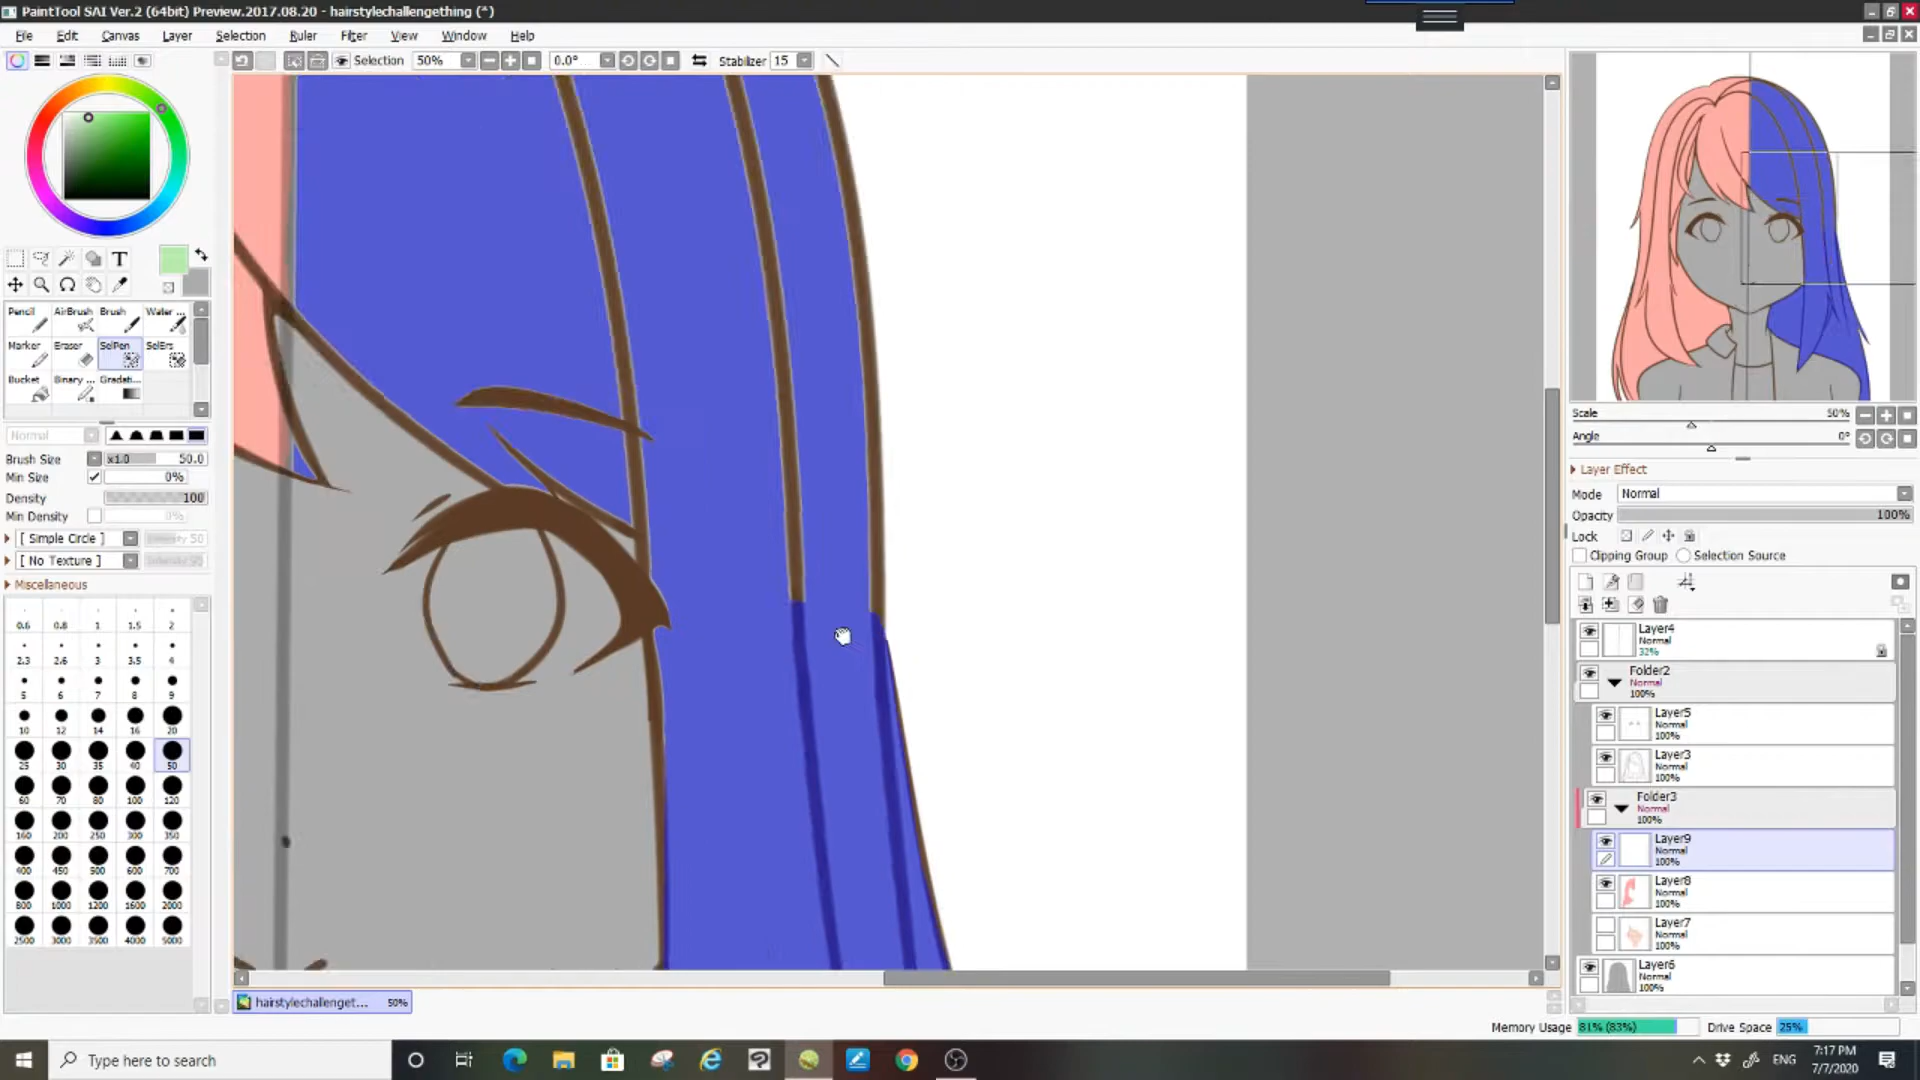 PaintTool SAI Ver.2 (64bit) Preview.2017.08.20 - hairstylechallengething (*)
File Edit Canvas Layer Selection Ruler Filter View Window Help
Selection 50% 0.0° Stabilizer 15
T
Pencil AirBrush Brush Water ...
Marker Eraser SelPen SelErs
Bucket Binary ... Gradati...
Normal
Brush Size x1.0 50.0
Min Size 0%
Density 100
Min Density 0%
[ Simple Circle ] Intensity 50
[ No Texture ]
Miscellaneous
0.6 0.8 1 1.5 2
2.3 2.6 3 3.5 4
5 6 7 8 9
10 12 14 16 20
25 30 35 40 50
60 70 80 100 120
160 200 250 300 350
400 450 500 600 700
800 1000 1200 1600 2000
2500 3000 3500 4000 5000
hairstylechallenget... 50%
Scale 50%
Angle 0°
Layer Effect
Mode Normal
Opacity 100%
Lock
Clipping Group Selection Source
Layer4
Normal
32%
Folder2
Normal
100%
Layer5
Normal
100%
Layer3
Normal
100%
Folder3
Normal
100%
Layer9
Normal
100%
Layer8
Normal
100%
Layer7
Normal
100%
Layer6
Normal
100%
Memory Usage 81% (83%) Drive Space 25%
Type here to search
ENG
7:17 PM
7/7/2020